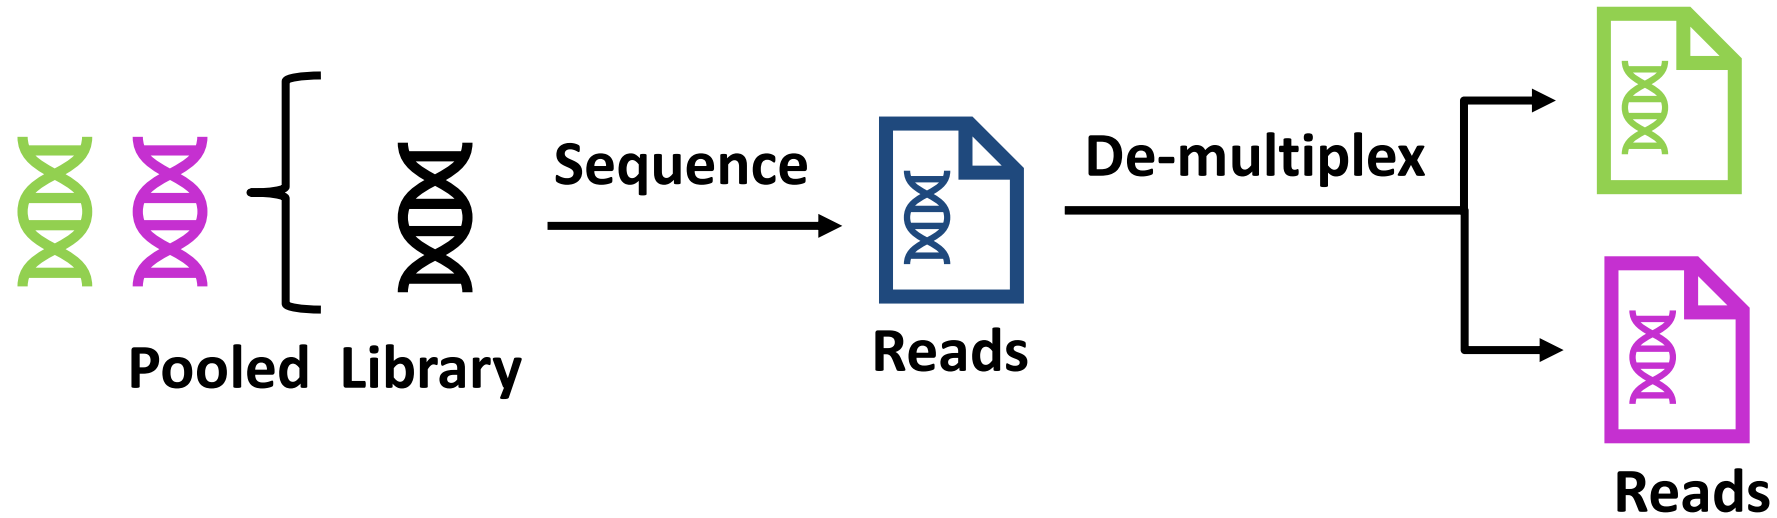 Sequence
De-multiplex
Pooled Library
Reads
Reads